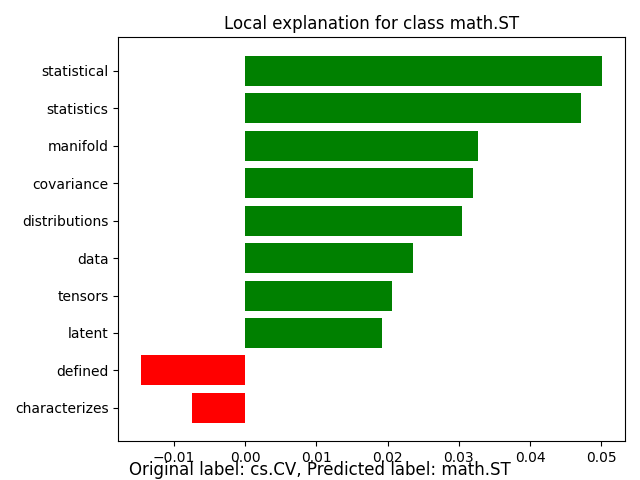 Local explanation for class math.ST
statistical
statistics
manifold
covariance
distributions
data
tensors
latent
defined
characterizes
−0.01 0.00 0.01 0.02 0.03 0.04 0.05
Original label: cs.CV, Predicted label: math.ST